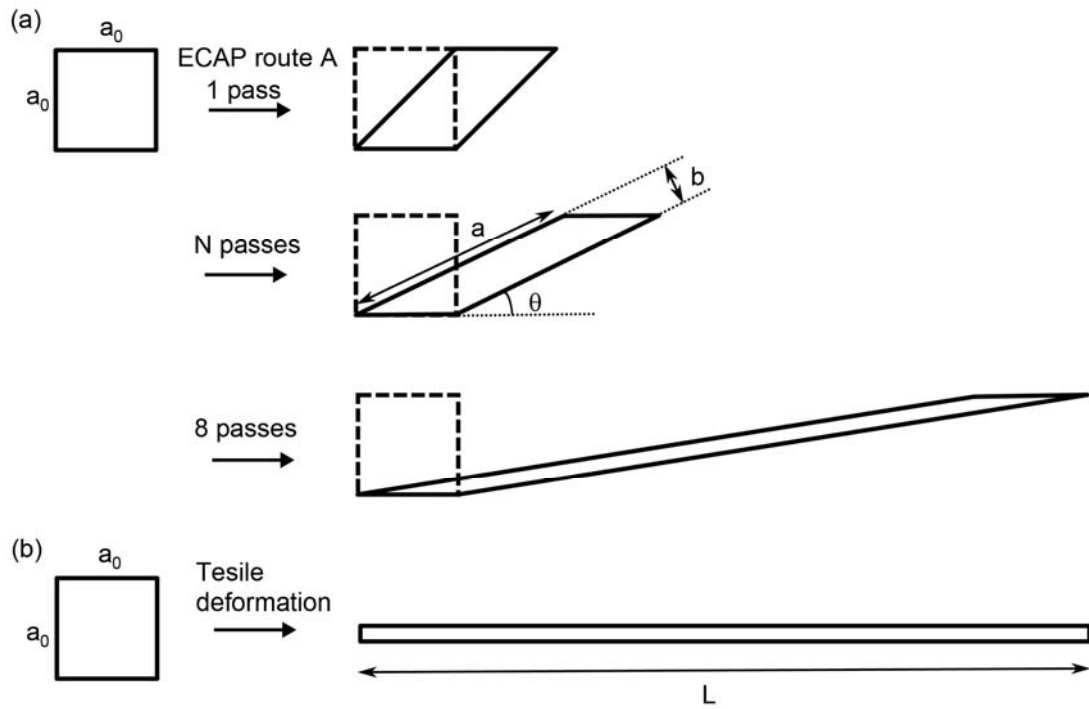 (a)
a0
a0
ECAP route A
1 pass
N passes
a
b
θ
8 passes
(b)
a0
a0
Tesile
deformation
L